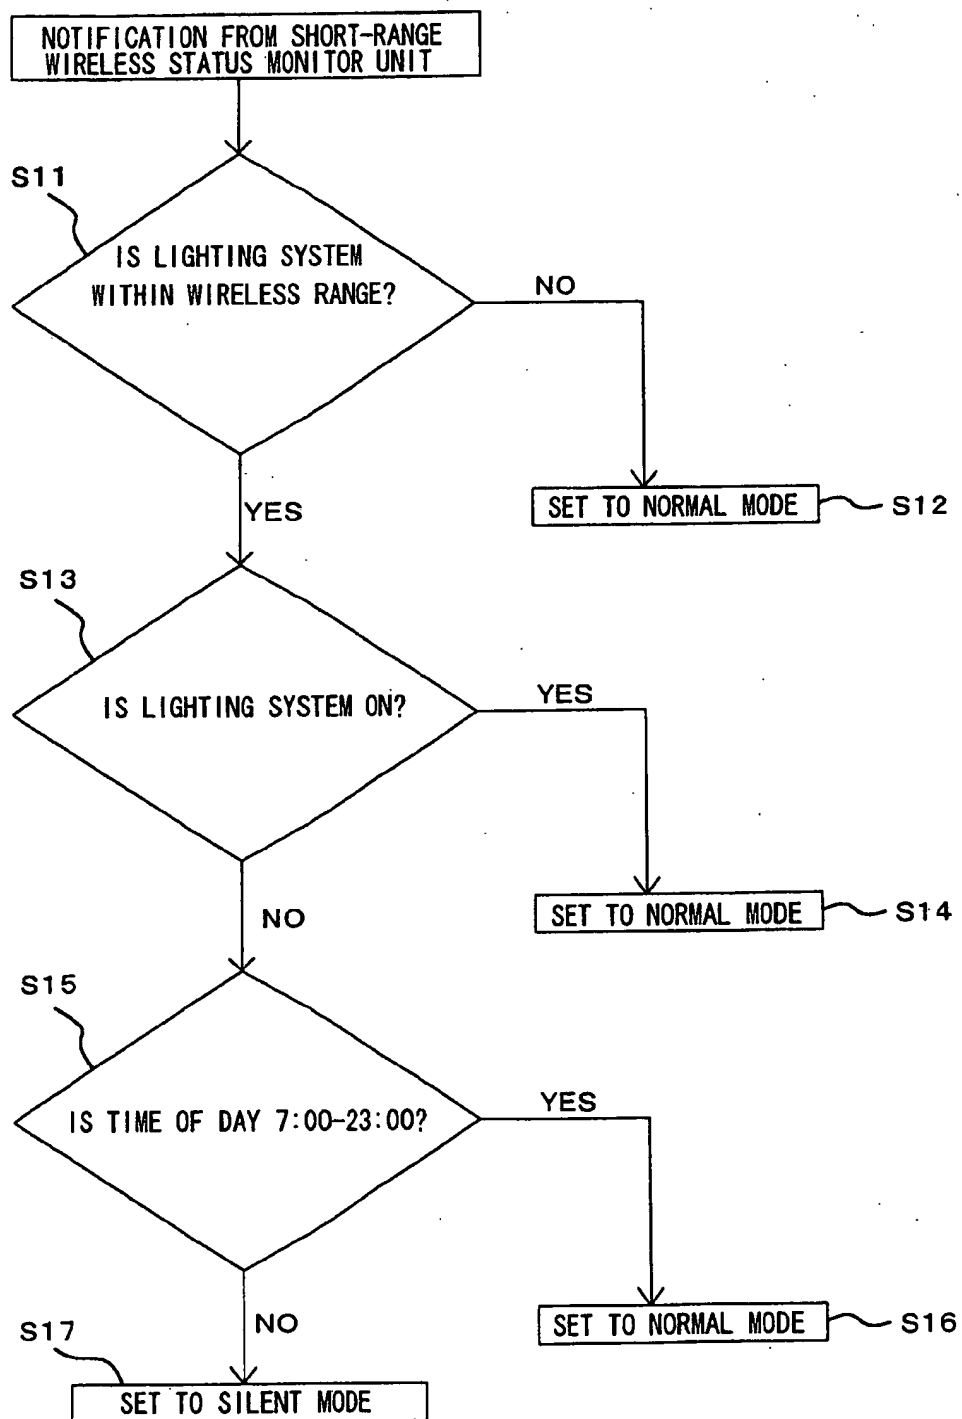 NOTIFICATION FROM SHORT-RANGE
WIRELESS STATUS MONITOR UNIT
S11
IS LIGHTING SYSTEM
WITHIN WIRELESS RANGE?
NO
SET TO NORMAL MODE
S12
YES
S13
IS LIGHTING SYSTEM ON?
YES
SET TO NORMAL MODE
S14
NO
S15
IS TIME OF DAY 7:00-23:00?
YES
SET TO NORMAL MODE
S16
NO
S17
SET TO SILENT MODE